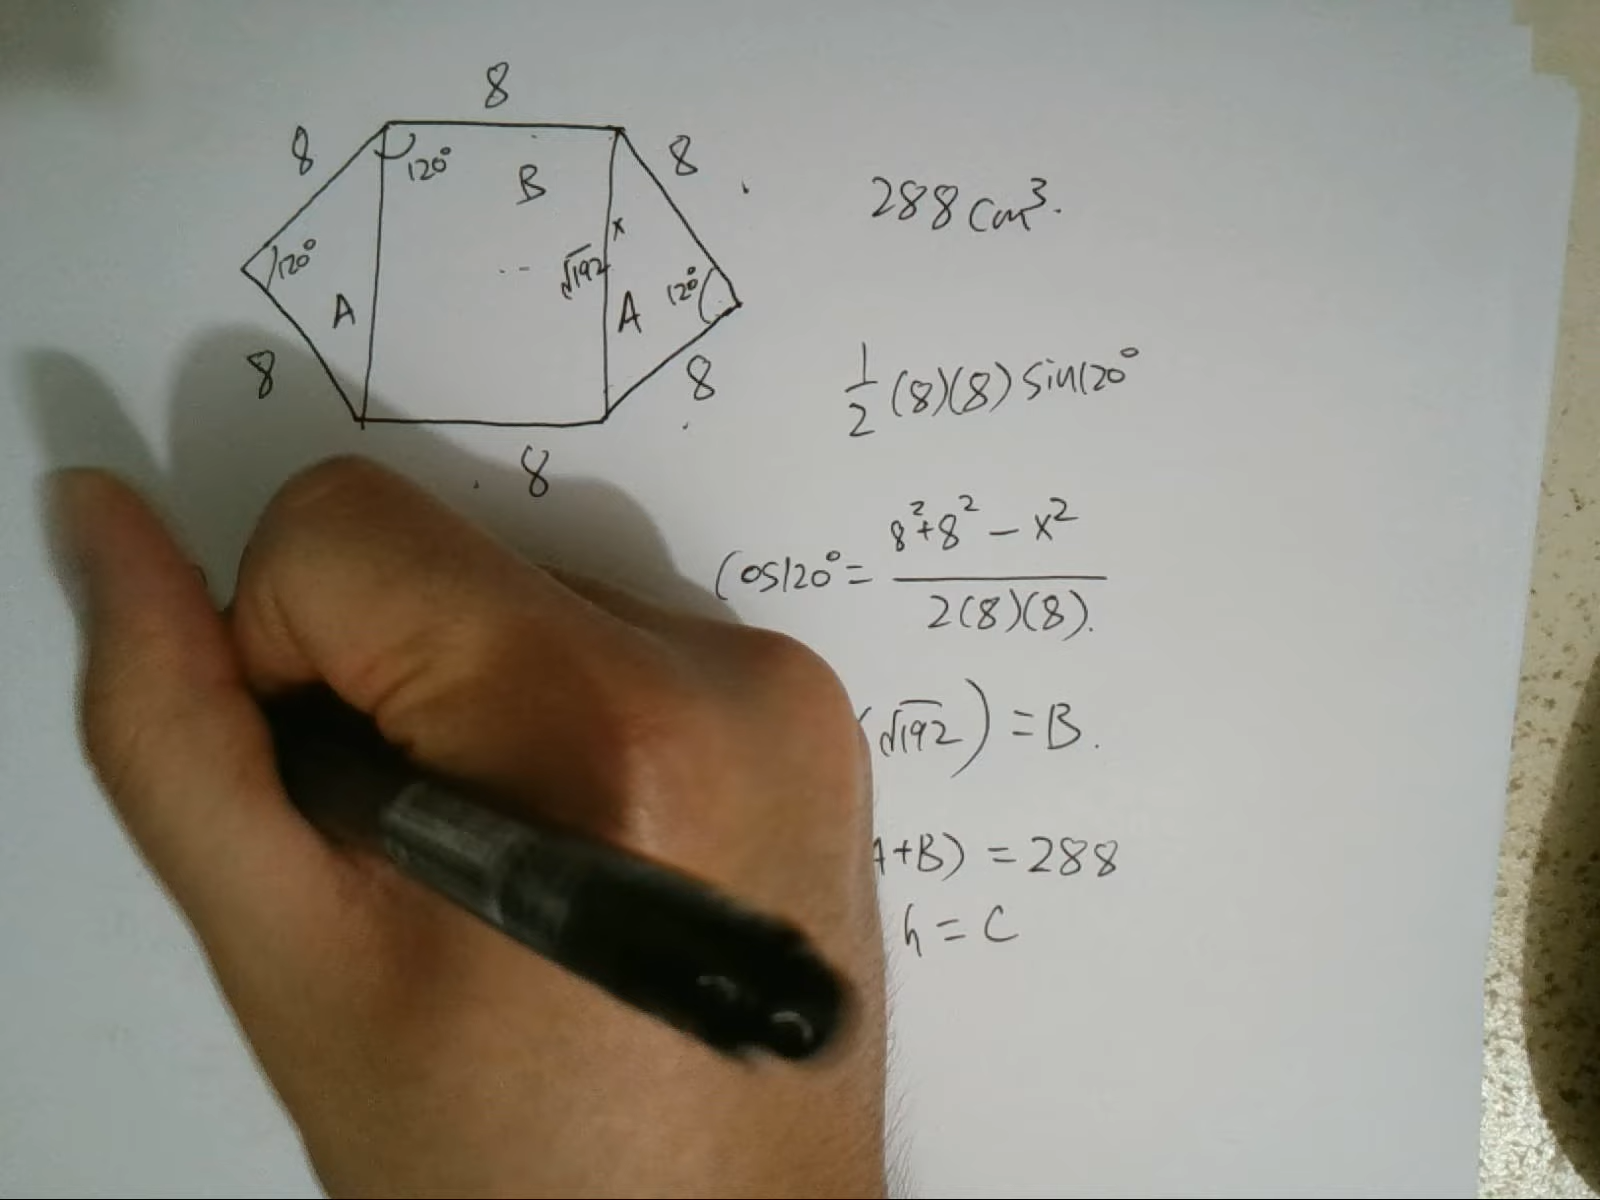 8
8
8
120°
B
8
120°
x
√192
120°
A
A
8
8
8
288 cm³.
1/2 (8)(8) sin120°
cos120° = 8²+8² − x² / 2(8)(8).
(√192) = B.
+B) = 288
h = C